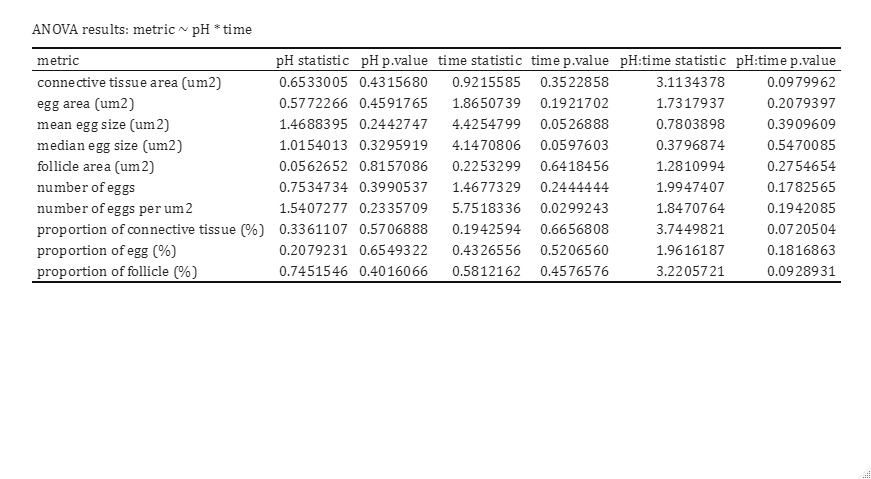 ANOVA results: metric ~ pH * time
metric pH statistic pH p.value time statistic time p.value pH:time statistic pH:time p.value
connective tissue area (um2) 0.6533005 0.4315680 0.9215585 0.3522858 3.1134378 0.0979962
egg area (um2) 0.5772266 0.4591765 1.8650739 0.1921702 1.7317937 0.2079397
mean egg size (um2) 1.4688395 0.2442747 4.4254799 0.0526888 0.7803898 0.3909609
median egg size (um2) 1.0154013 0.3295919 4.1470806 0.0597603 0.3796874 0.5470085
follicle area (um2) 0.0562652 0.8157086 0.2253299 0.6418456 1.2810994 0.2754654
number of eggs 0.7534734 0.3990537 1.4677329 0.2444444 1.9947407 0.1782565
number of eggs per um2 1.5407277 0.2335709 5.7518336 0.0299243 1.8470764 0.1942085
proportion of connective tissue (%) 0.3361107 0.5706888 0.1942594 0.6656808 3.7449821 0.0720504
proportion of egg (%) 0.2079231 0.6549322 0.4326556 0.5206560 1.9616187 0.1816863
proportion of follicle (%) 0.7451546 0.4016066 0.5812162 0.4576576 3.2205721 0.0928931